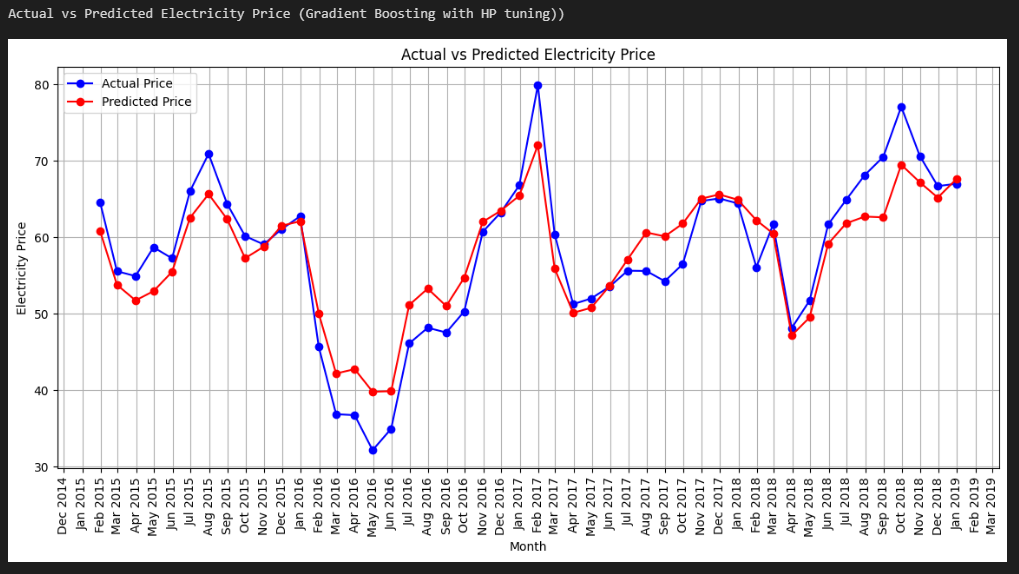 Actual vs Predicted Electricity Price (Gradient Boosting with HP tuning))
Actual vs Predicted Electricity Price
Actual Price
Predicted Price
Electricity Price
80
70
60
50
40
30
Dec 2014
Jan 2015
Feb 2015
Mar 2015
Apr 2015
May 2015
Jun 2015
Jul 2015
Aug 2015
Sep 2015
Oct 2015
Nov 2015
Dec 2015
Jan 2016
Feb 2016
Mar 2016
Apr 2016
May 2016
Jun 2016
Jul 2016
Aug 2016
Sep 2016
Oct 2016
Nov 2016
Dec 2016
Jan 2017
Feb 2017
Mar 2017
Apr 2017
May 2017
Jun 2017
Jul 2017
Aug 2017
Sep 2017
Oct 2017
Nov 2017
Dec 2017
Jan 2018
Feb 2018
Mar 2018
Apr 2018
May 2018
Jun 2018
Jul 2018
Aug 2018
Sep 2018
Oct 2018
Nov 2018
Dec 2018
Jan 2019
Feb 2019
Mar 2019
Month